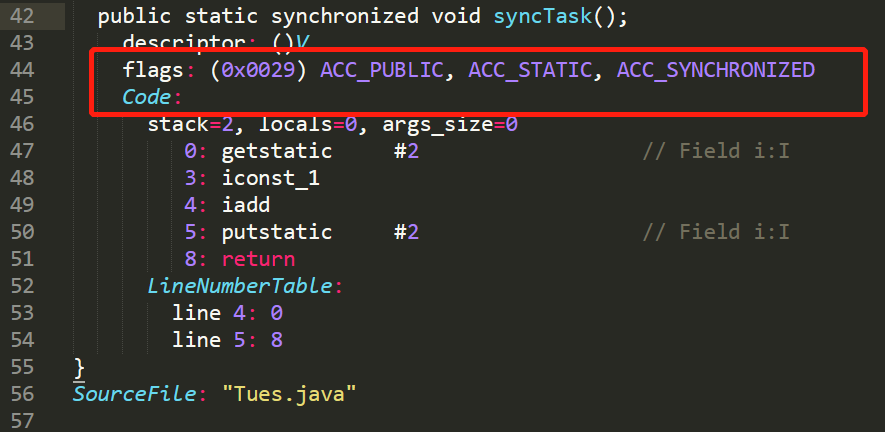 42 public static synchronized void syncTask();
43 descriptor: ()V
44 flags: (0x0029) ACC_PUBLIC, ACC_STATIC, ACC_SYNCHRONIZED
45 Code:
46 stack=2, locals=0, args_size=0
47 0: getstatic #2 // Field i:I
48 3: iconst_1
49 4: iadd
50 5: putstatic #2 // Field i:I
51 8: return
52 LineNumberTable:
53 line 4: 0
54 line 5: 8
55 }
56 SourceFile: "Tues.java"
57